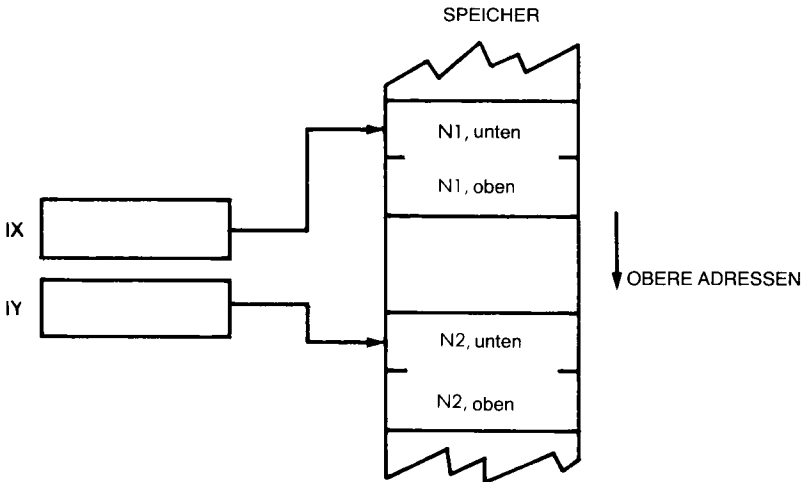 SPEICHER
N1, unten
N1, oben
IX
IY
OBERE ADRESSEN
N2, unten
N2, oben